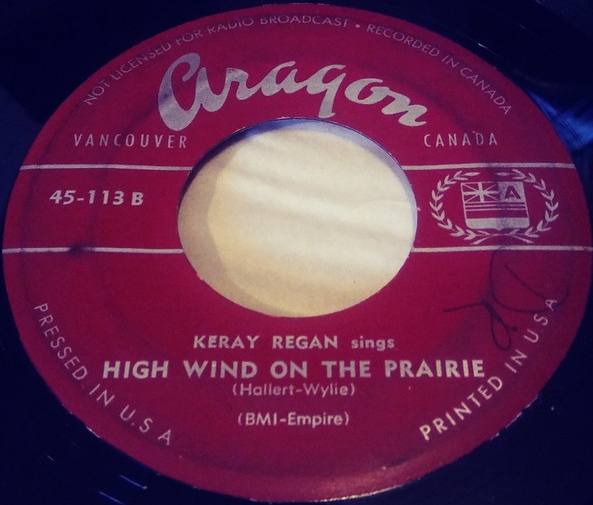 NOT LICENSED FOR RADIO BROADCAST • RECORDED IN CANADA
Aragon
VANCOUVER CANADA
45-113 B
A
KERAY REGAN sings
HIGH WIND ON THE PRAIRIE
(Hallert-Wylie)
(BMI-Empire)
PRESSED IN U.S.A
PRINTED IN U.S.A.